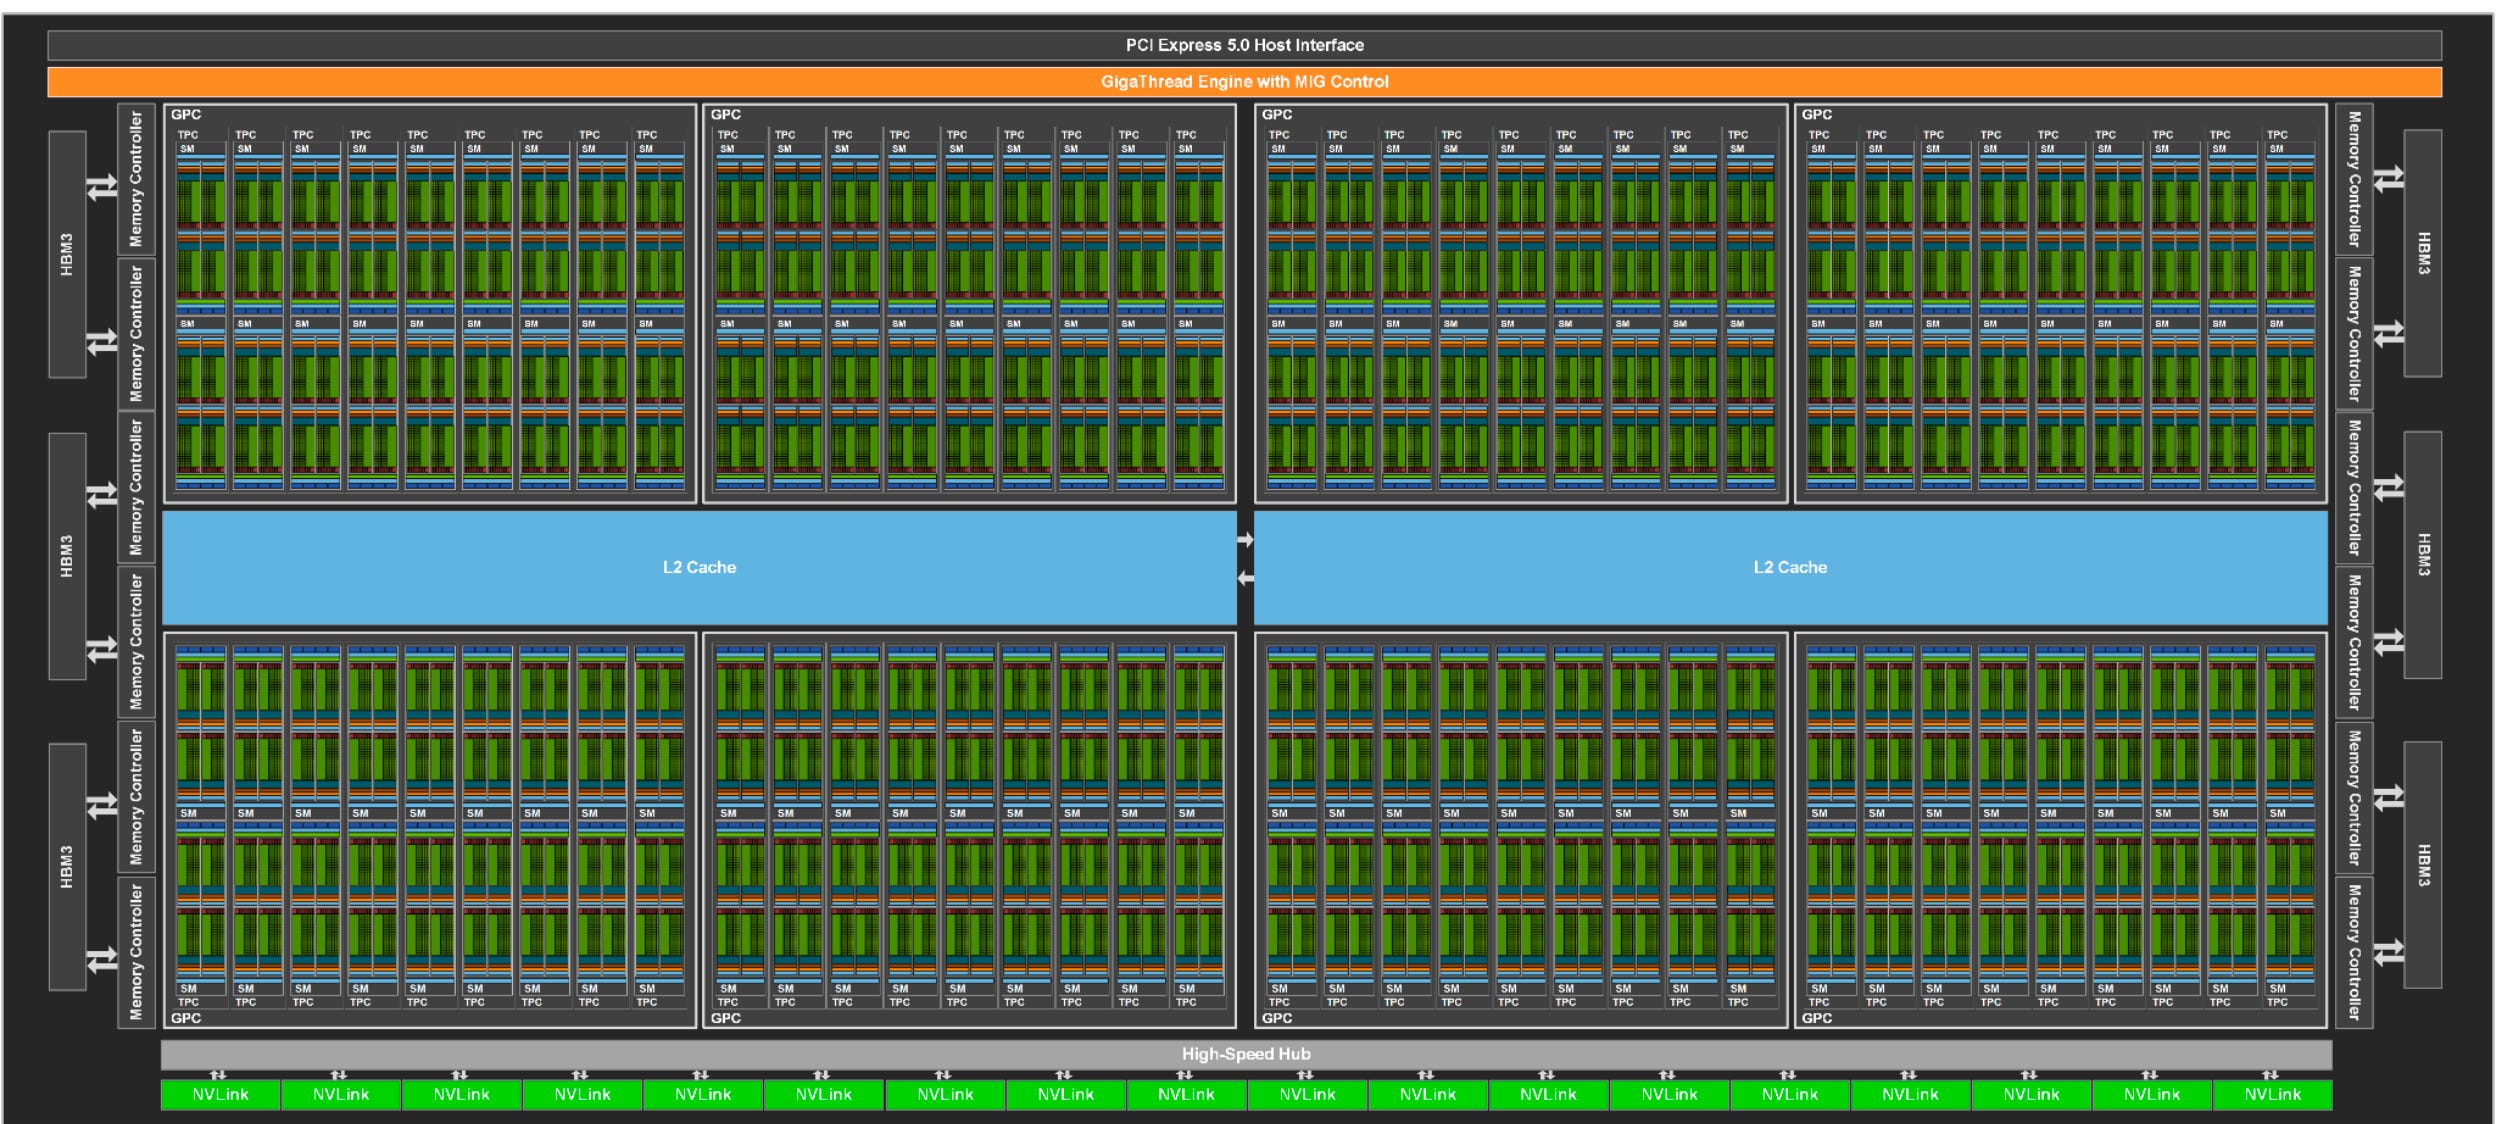 PCI Express 5.0 Host Interface
GigaThread Engine with MIG Control
HBM3
HBM3
HBM3
Memory Controller
Memory Controller
Memory Controller
Memory Controller
Memory Controller
Memory Controller
GPC GPC GPC GPC
TPC TPC TPC TPC TPC TPC TPC TPC TPC TPC TPC TPC TPC TPC TPC TPC TPC TPC TPC TPC TPC TPC TPC TPC TPC TPC TPC TPC TPC TPC TPC TPC TPC TPC TPC TPC
SM SM SM SM SM SM SM SM SM SM SM SM SM SM SM SM SM SM SM SM SM SM SM SM SM SM SM SM SM SM SM SM SM SM SM SM
SM SM SM SM SM SM SM SM SM SM SM SM SM SM SM SM SM SM SM SM SM SM SM SM SM SM SM SM SM SM SM SM SM SM SM SM
L2 Cache L2 Cache
SM SM SM SM SM SM SM SM SM SM SM SM SM SM SM SM SM SM SM SM SM SM SM SM SM SM SM SM SM SM SM SM SM SM SM SM
SM SM SM SM SM SM SM SM SM SM SM SM SM SM SM SM SM SM SM SM SM SM SM SM SM SM SM SM SM SM SM SM SM SM SM SM
TPC TPC TPC TPC TPC TPC TPC TPC TPC TPC TPC TPC TPC TPC TPC TPC TPC TPC TPC TPC TPC TPC TPC TPC TPC TPC TPC TPC TPC TPC TPC TPC TPC TPC TPC TPC
GPC GPC GPC GPC
Memory Controller
Memory Controller
Memory Controller
Memory Controller
Memory Controller
Memory Controller
HBM3
HBM3
HBM3
High-Speed Hub
NVLink NVLink NVLink NVLink NVLink NVLink NVLink NVLink NVLink NVLink NVLink NVLink NVLink NVLink NVLink NVLink NVLink NVLink